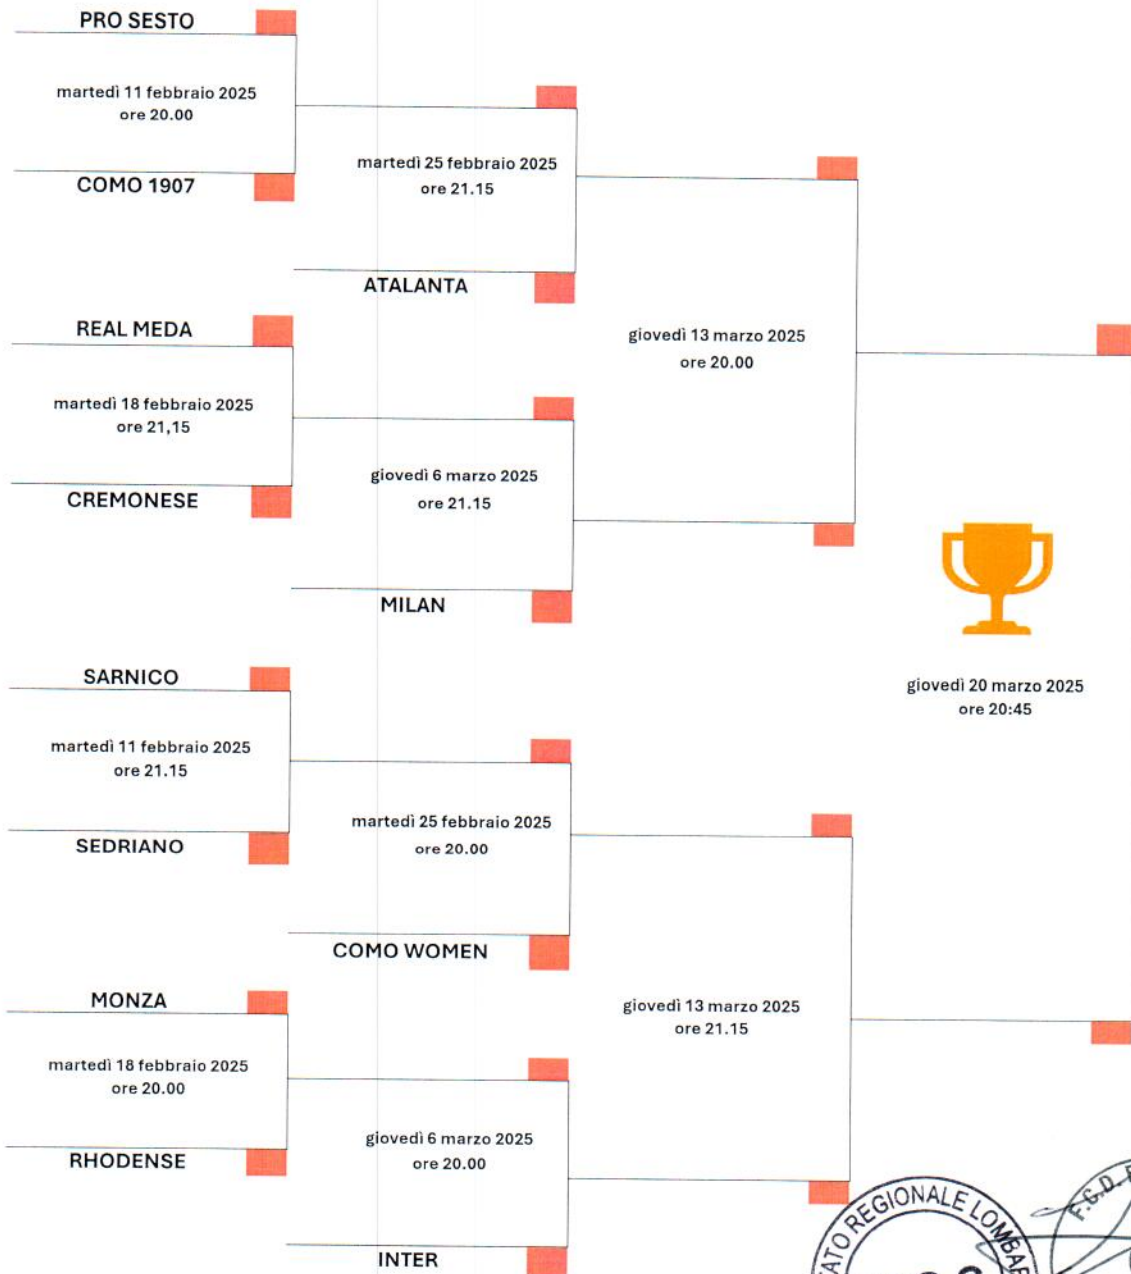 PRO SESTO
martedì 11 febbraio 2025
ore 20.00
COMO 1907
martedì 25 febbraio 2025
ore 21.15
ATALANTA
REAL MEDA
martedì 18 febbraio 2025
ore 21,15
CREMONESE
giovedì 6 marzo 2025
ore 21.15
MILAN
giovedì 13 marzo 2025
ore 20.00
giovedì 20 marzo 2025
ore 20:45
SARNICO
martedì 11 febbraio 2025
ore 21.15
SEDRIANO
martedì 25 febbraio 2025
ore 20.00
COMO WOMEN
MONZA
martedì 18 febbraio 2025
ore 20.00
RHODENSE
giovedì 6 marzo 2025
ore 20.00
INTER
giovedì 13 marzo 2025
ore 21.15
REGIONALE
F.G.D.